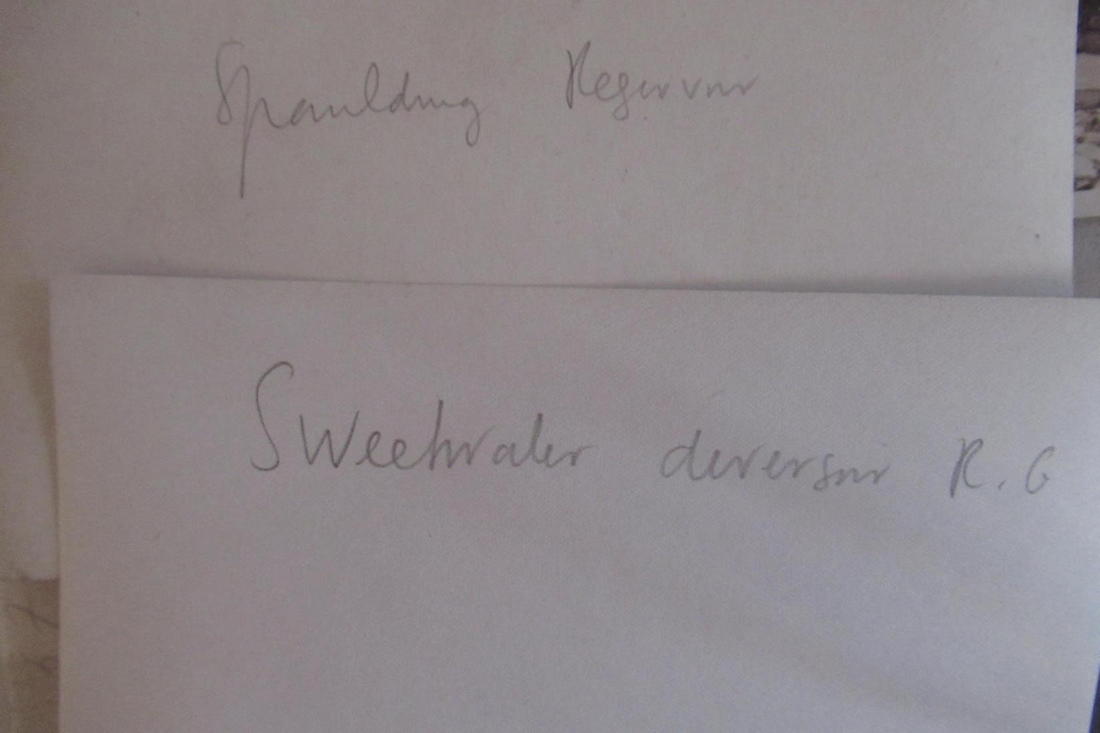 Spaulding Reservoir
Sweetwater diversion R. G